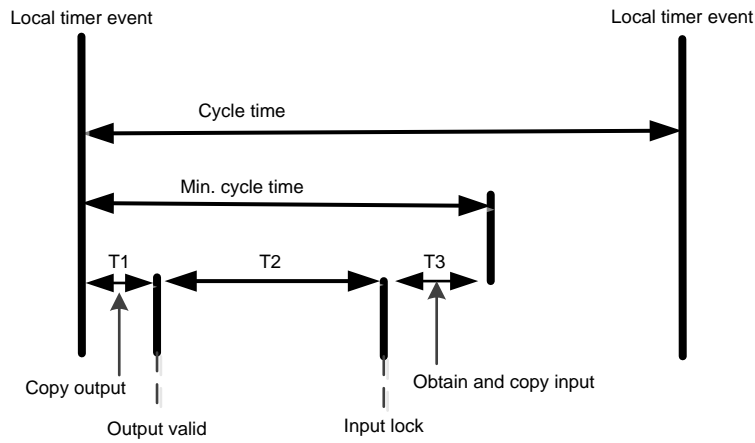 Local timer event
Local timer event
Cycle time
Min. cycle time
T1
T2
T3
Copy output
Obtain and copy input
Output valid
Input lock